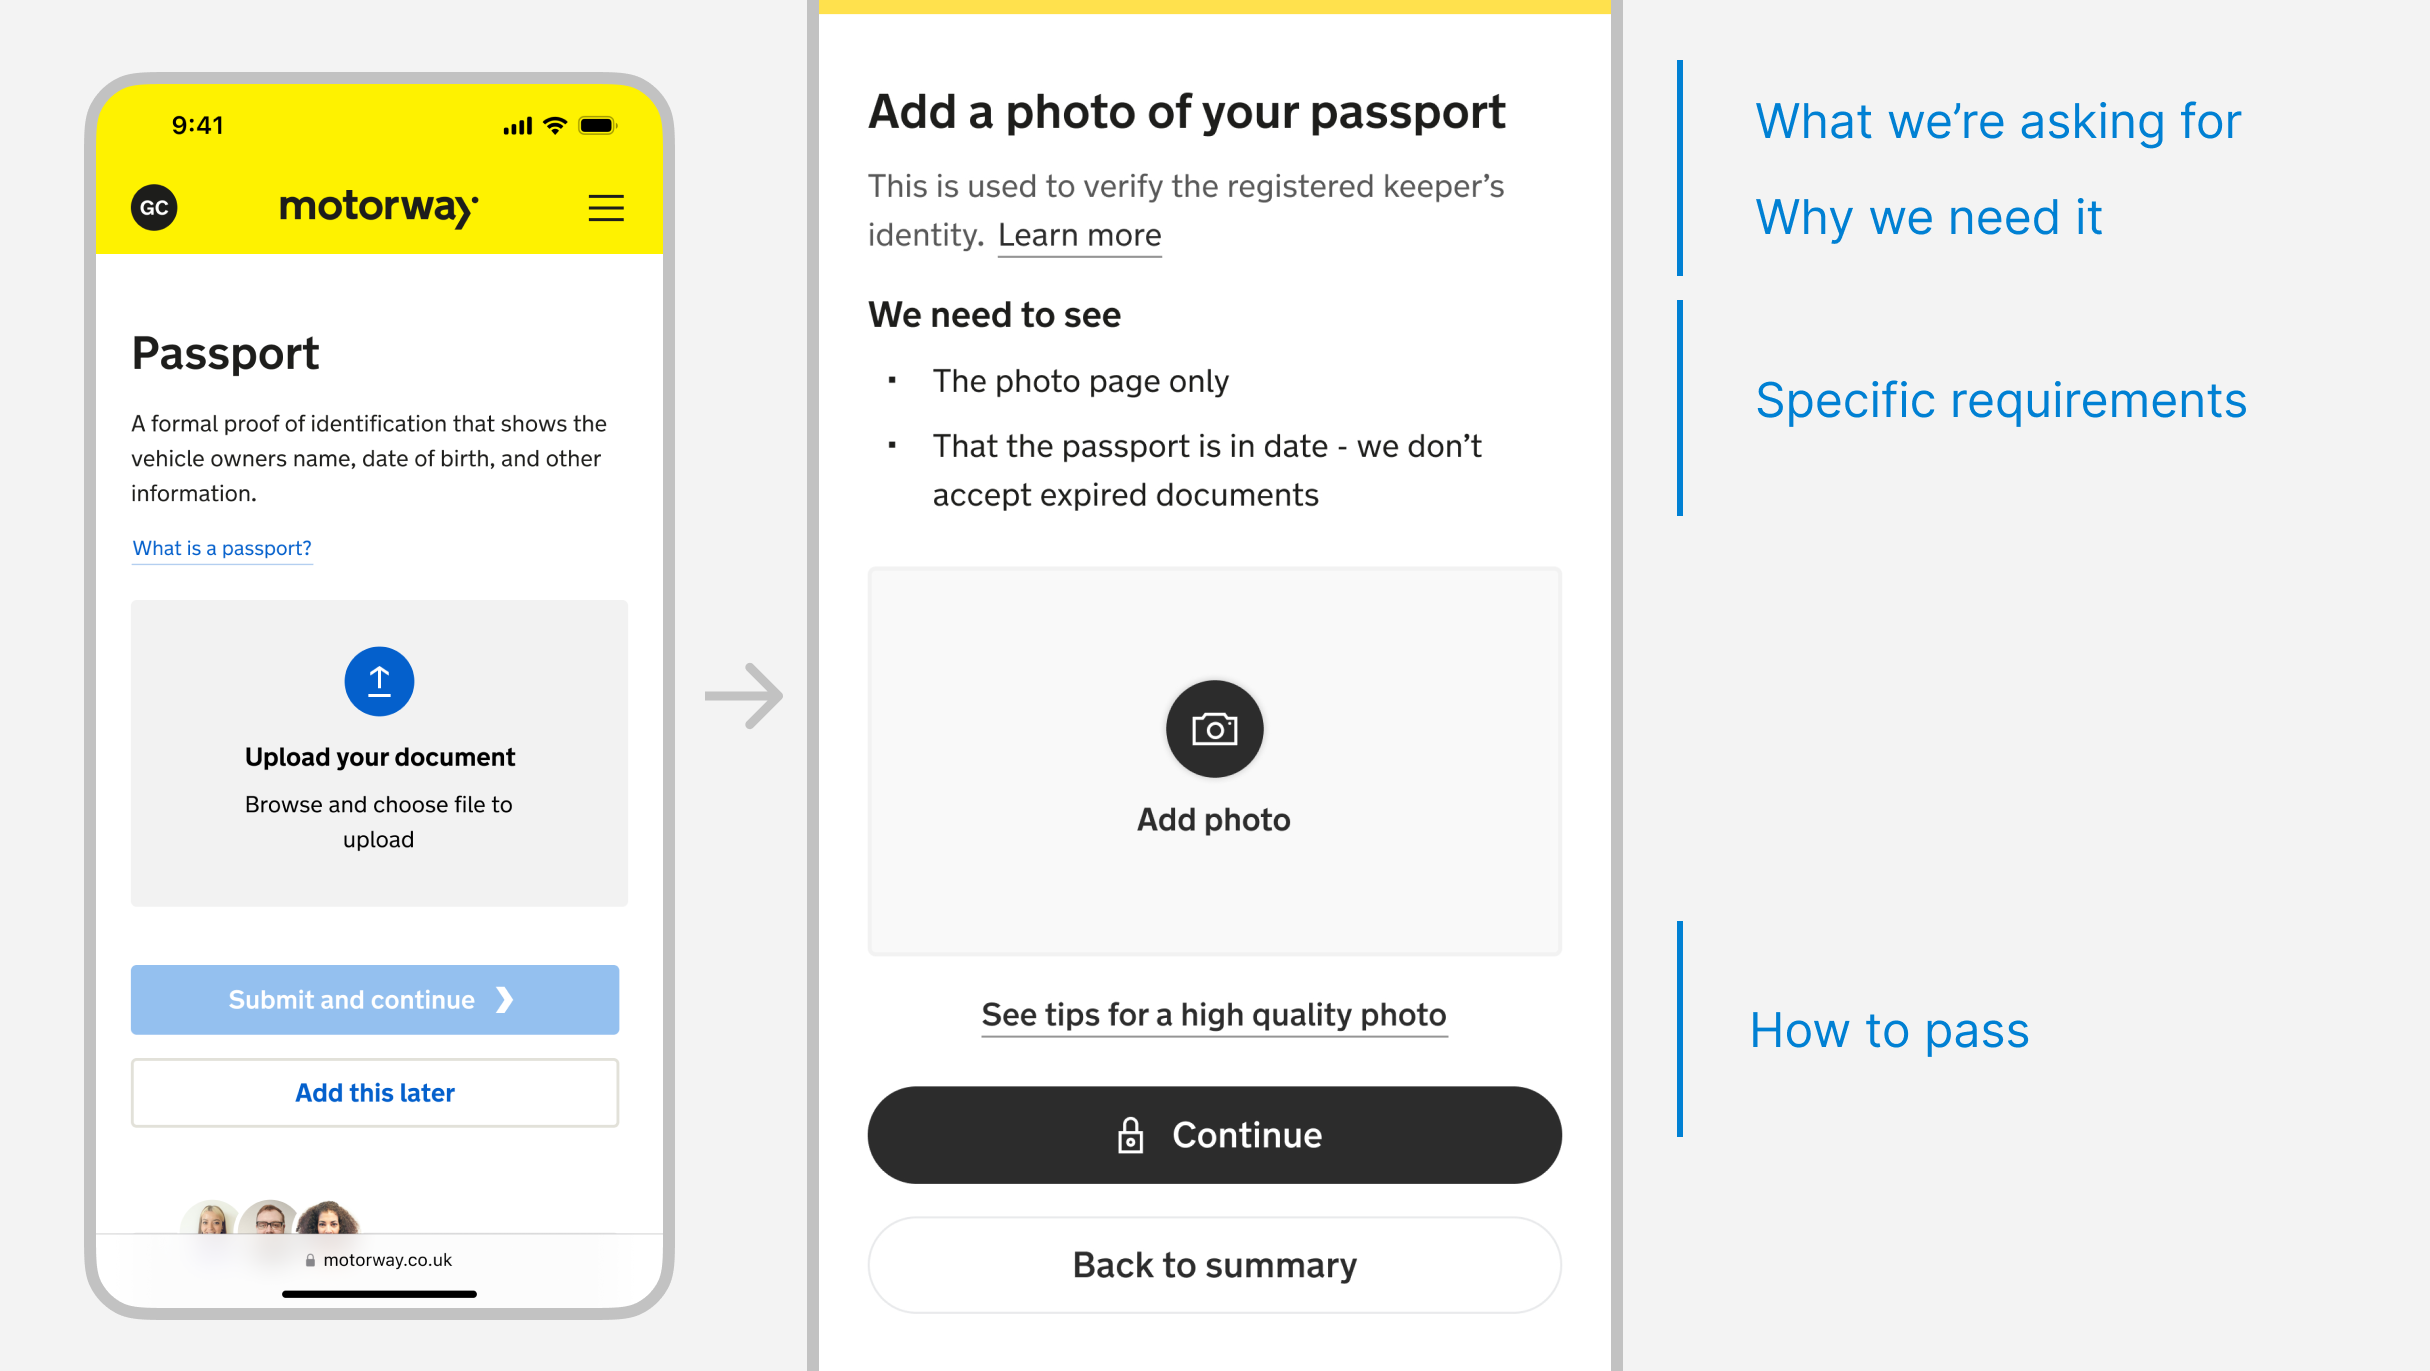 9:41
GC
motorway
Passport
A formal proof of identification that shows the
vehicle owners name, date of birth, and other
information.
What is a passport?
Upload your document
Browse and choose file to
upload
Submit and continue
Add this later
motorway.co.uk
Add a photo of your passport
This is used to verify the registered keeper’s
identity. Learn more
We need to see
▪ The photo page only
▪ That the passport is in date - we don’t
accept expired documents
Add photo
See tips for a high quality photo
Continue
Back to summary
What we’re asking for
Why we need it
Specific requirements
How to pass